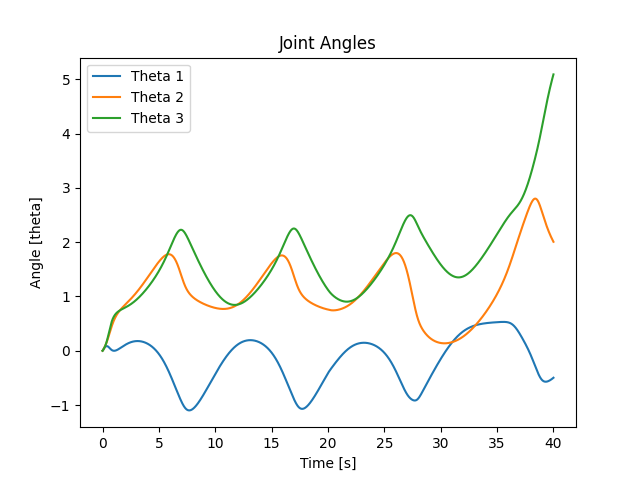 Joint Angles
Theta 1
Theta 2
Theta 3
5
4
3
2
1
0
−1
Angle [theta]
0 5 10 15 20 25 30 35 40
Time [s]